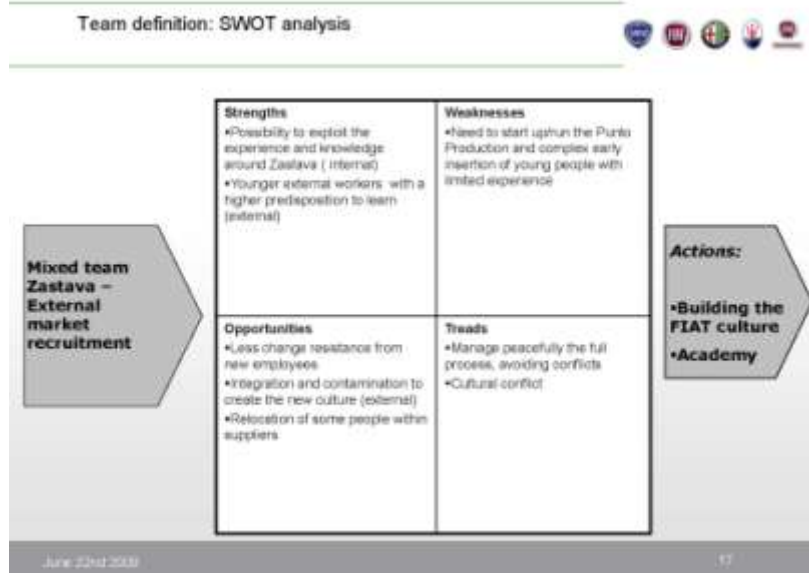 Team definition: SWOT analysis
Strengths
•Possibility to exploit the
experience and knowledge
around Zastava ( internal)
•Younger external workers with a
higher predisposition to learn
(external)
Weaknesses
•Need to start up/run the Punto
Production and complex early
insertion of young people with
limited experience
Mixed team
Zastava –
External
market
recruitment
Opportunities
•Less change resistance from
new employees
•Integration and contamination to
create the new culture (external)
•Relocation of some people within
suppliers
Treads
•Manage peacefully the full
process, avoiding conflicts
•Cultural conflict
Actions:
•Building the
FIAT culture
•Academy
June 22nd 2009
17